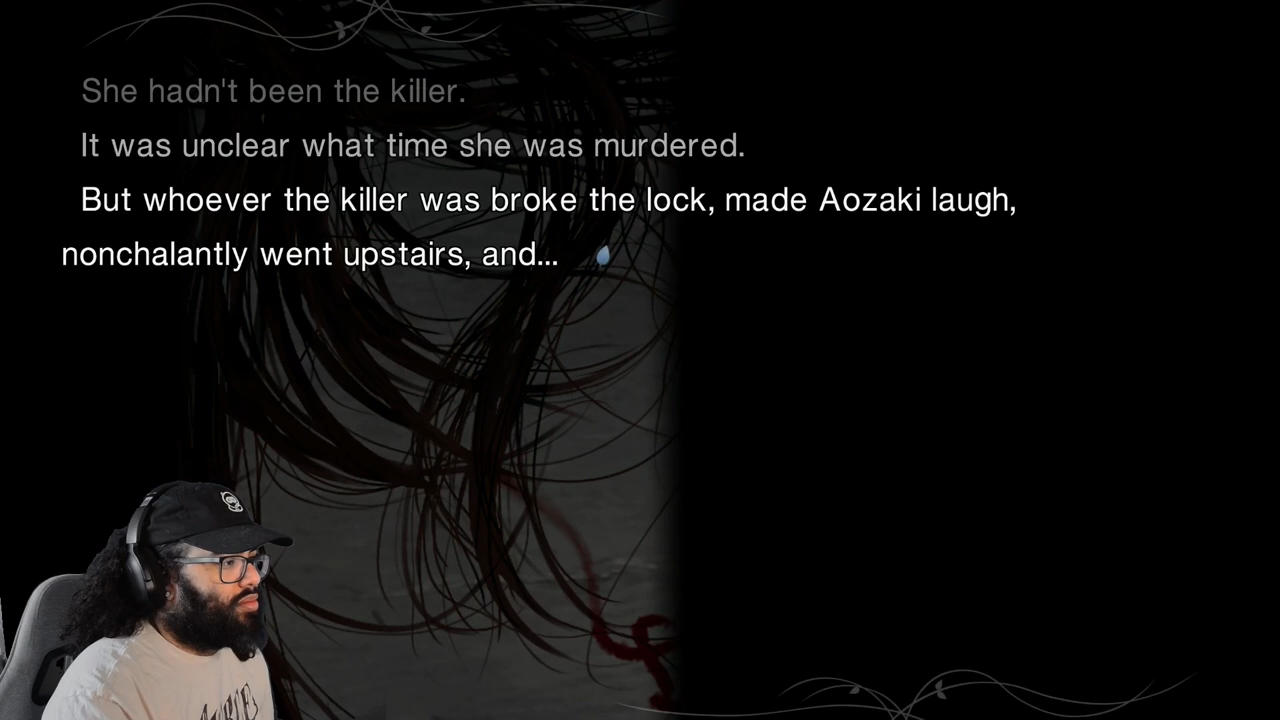 She hadn't been the killer.
It was unclear what time she was murdered.
But whoever the killer was broke the lock, made Aozaki laugh,
nonchalantly went upstairs, and...